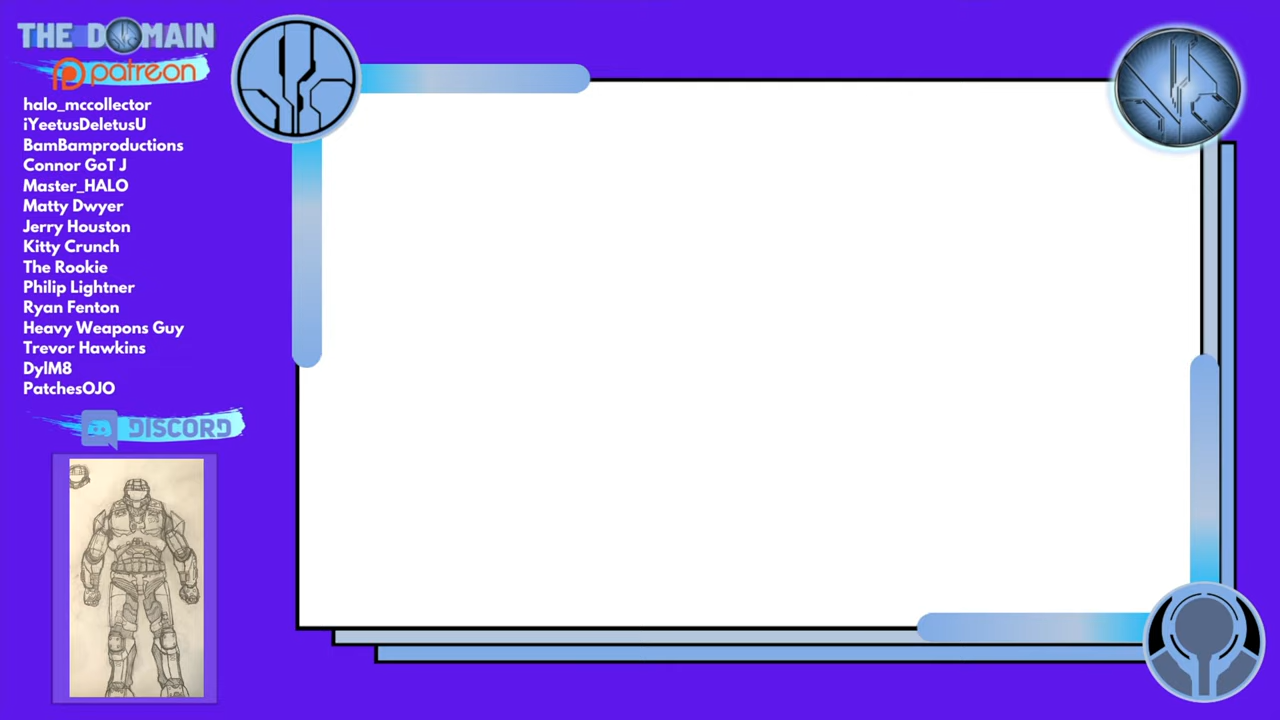 THE DOMAIN
patreon
halo_mccollector
iYeetusDeletusU
BamBamproductions
Connor GoT J
Master_HALO
Matty Dwyer
Jerry Houston
Kitty Crunch
The Rookie
Philip Lightner
Ryan Fenton
Heavy Weapons Guy
Trevor Hawkins
DylM8
PatchesOJO
DISCORD